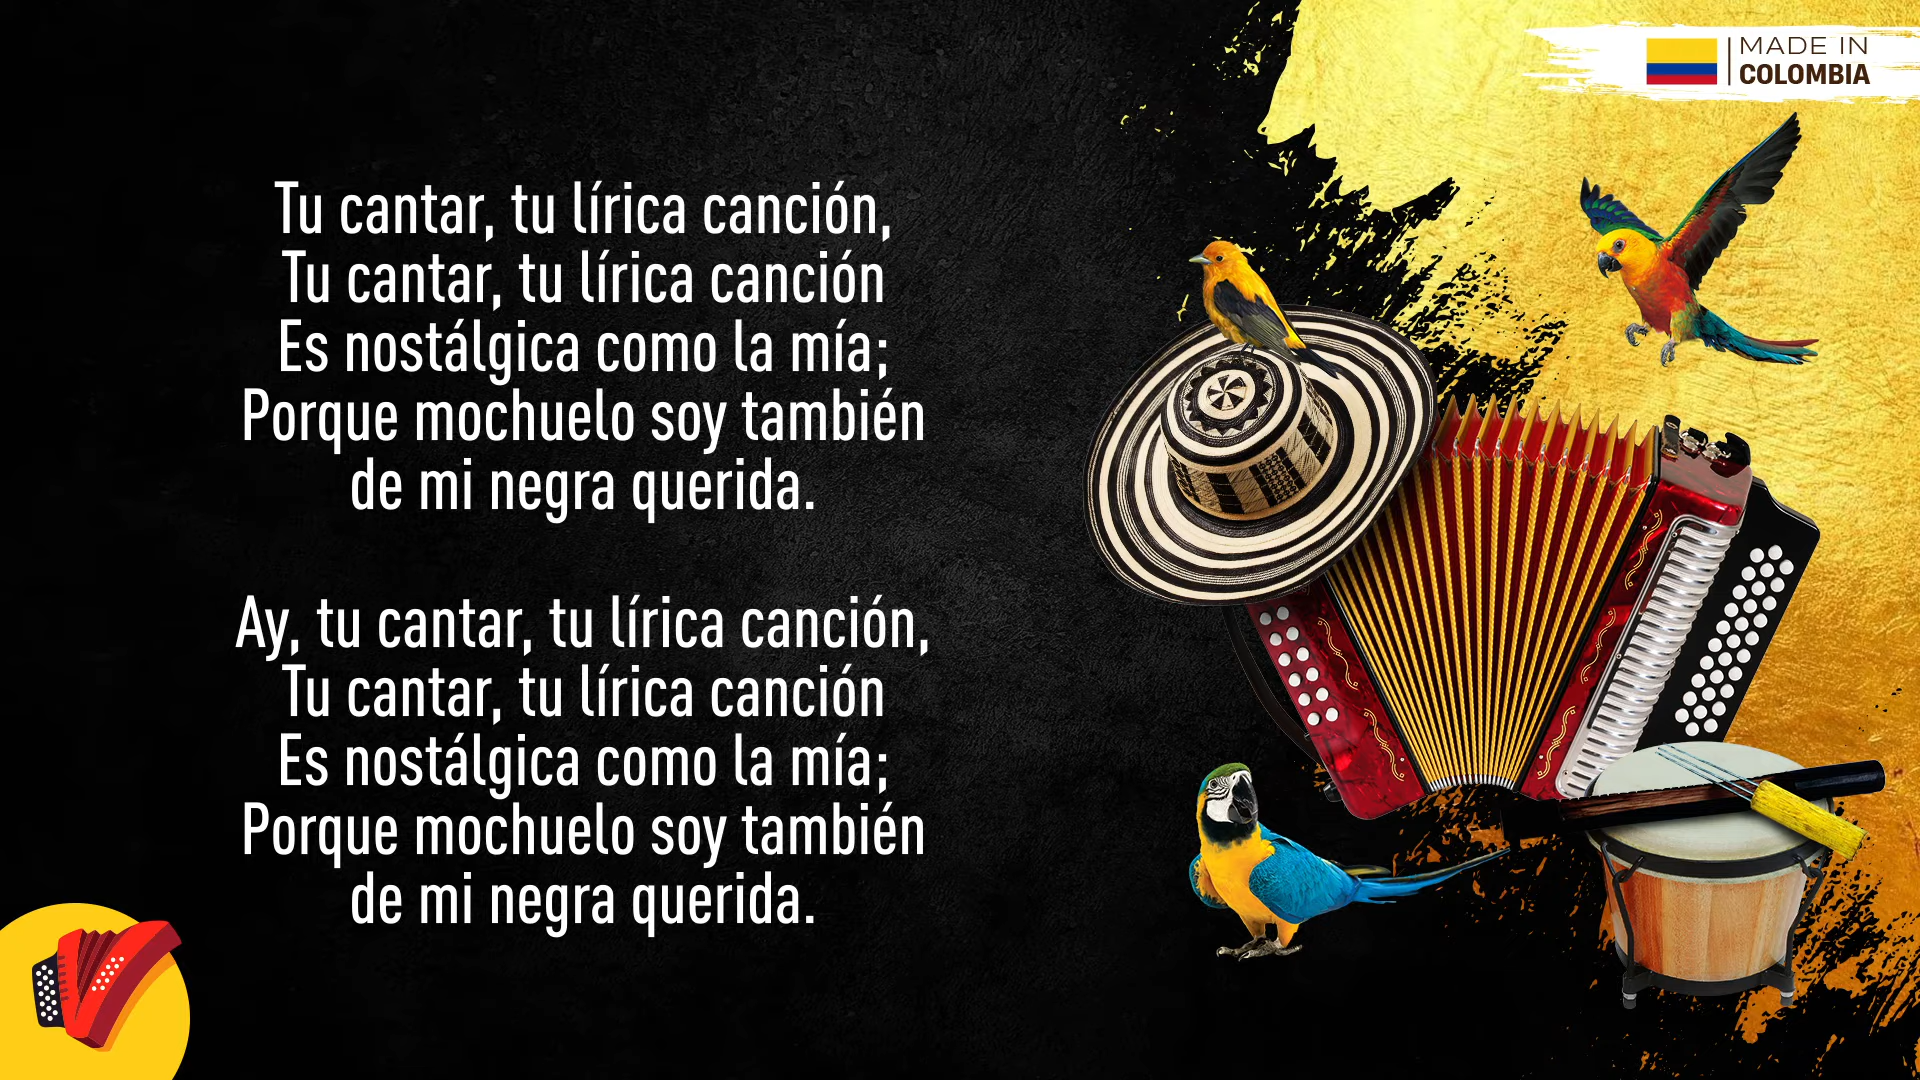 MADE IN
COLOMBIA
Tu cantar, tu lírica canción,
Tu cantar, tu lírica canción
Es nostálgica como la mía;
Porque mochuelo soy también
de mi negra querida.
Ay, tu cantar, tu lírica canción,
Tu cantar, tu lírica canción
Es nostálgica como la mía;
Porque mochuelo soy también
de mi negra querida.